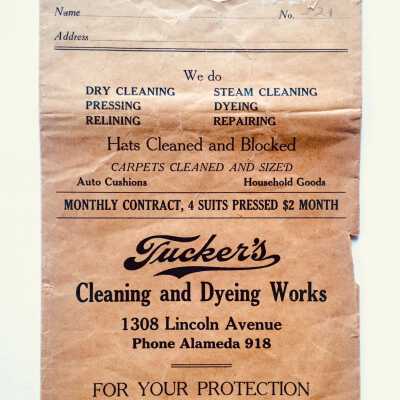 Name No. 21
Address
We do
DRY CLEANING STEAM CLEANING
PRESSING DYEING
RELINING REPAIRING
Hats Cleaned and Blocked
CARPETS CLEANED AND SIZE'D
Auto Cushions Household Goods
MONTHLY CONTRACT, 4 SUITS PRESSED $2 MONTH
Tucker's
Cleaning and Dyeing Works
1308 Lincoln Avenue
Phone Alameda 918
FOR YOUR PROTECTION